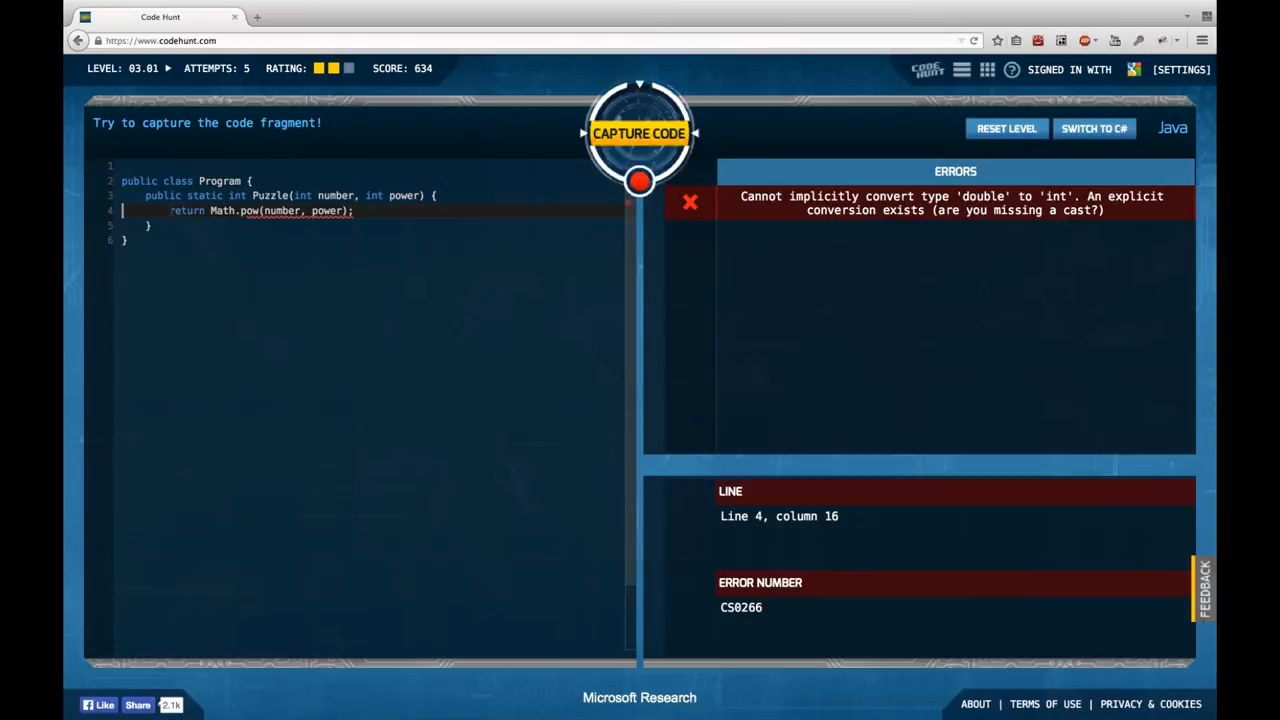 Code Hunt
https://www.codehunt.com
LEVEL: 03.01 ATTEMPTS: 5 RATING: SCORE: 634
CODE HUNT
SIGNED IN WITH [SETTINGS]
Try to capture the code fragment!
CAPTURE CODE
RESET LEVEL SWITCH TO C# Java
1
2 public class Program {
3 public static int Puzzle(int number, int power) {
4 return Math.pow(number, power);
5 }
6 }
ERRORS
Cannot implicitly convert type 'double' to 'int'. An explicit
conversion exists (are you missing a cast?)
LINE
Line 4, column 16
ERROR NUMBER
CS0266
FEEDBACK
Like Share 2.1k
Microsoft Research
ABOUT | TERMS OF USE | PRIVACY & COOKIES